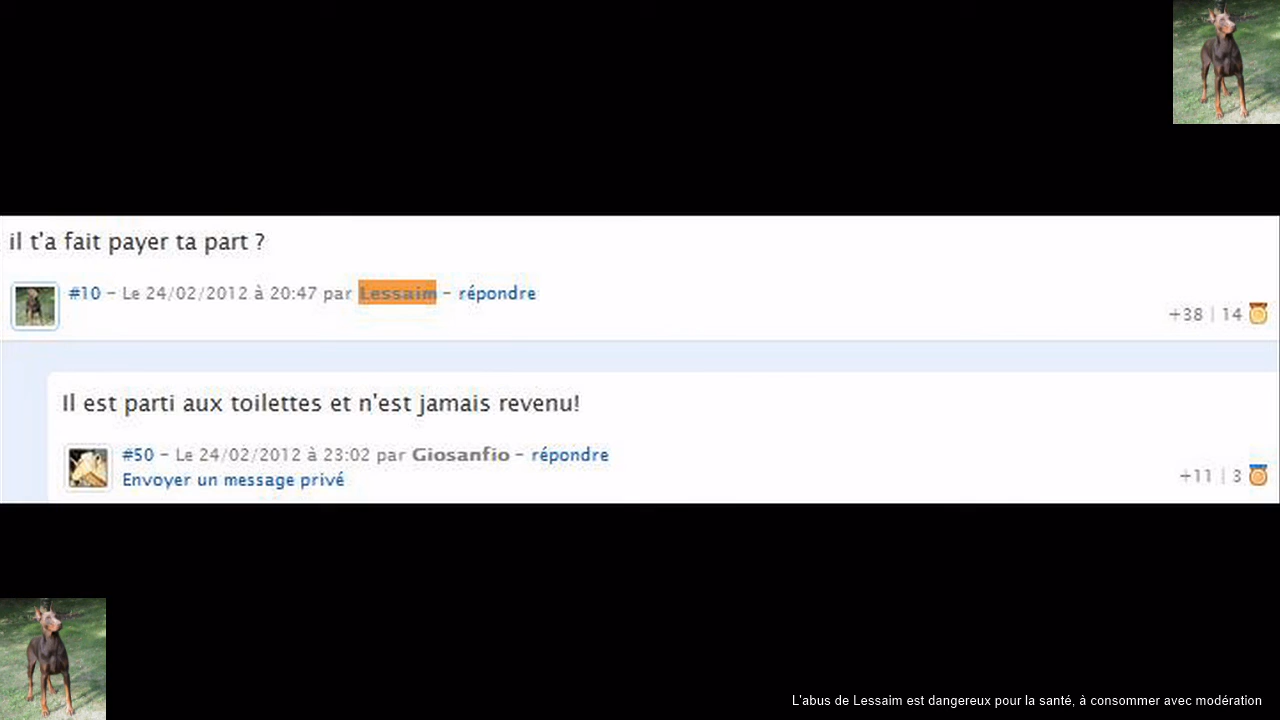 il t'a fait payer ta part ?
#10 - Le 24/02/2012 à 20:47 par Lessaim - répondre
+38 | 14
Il est parti aux toilettes et n'est jamais revenu!
#50 - Le 24/02/2012 à 23:02 par Giosanfio - répondre
Envoyer un message privé
+11 | 3
L'abus de Lessaim est dangereux pour la santé, à consommer avec modération